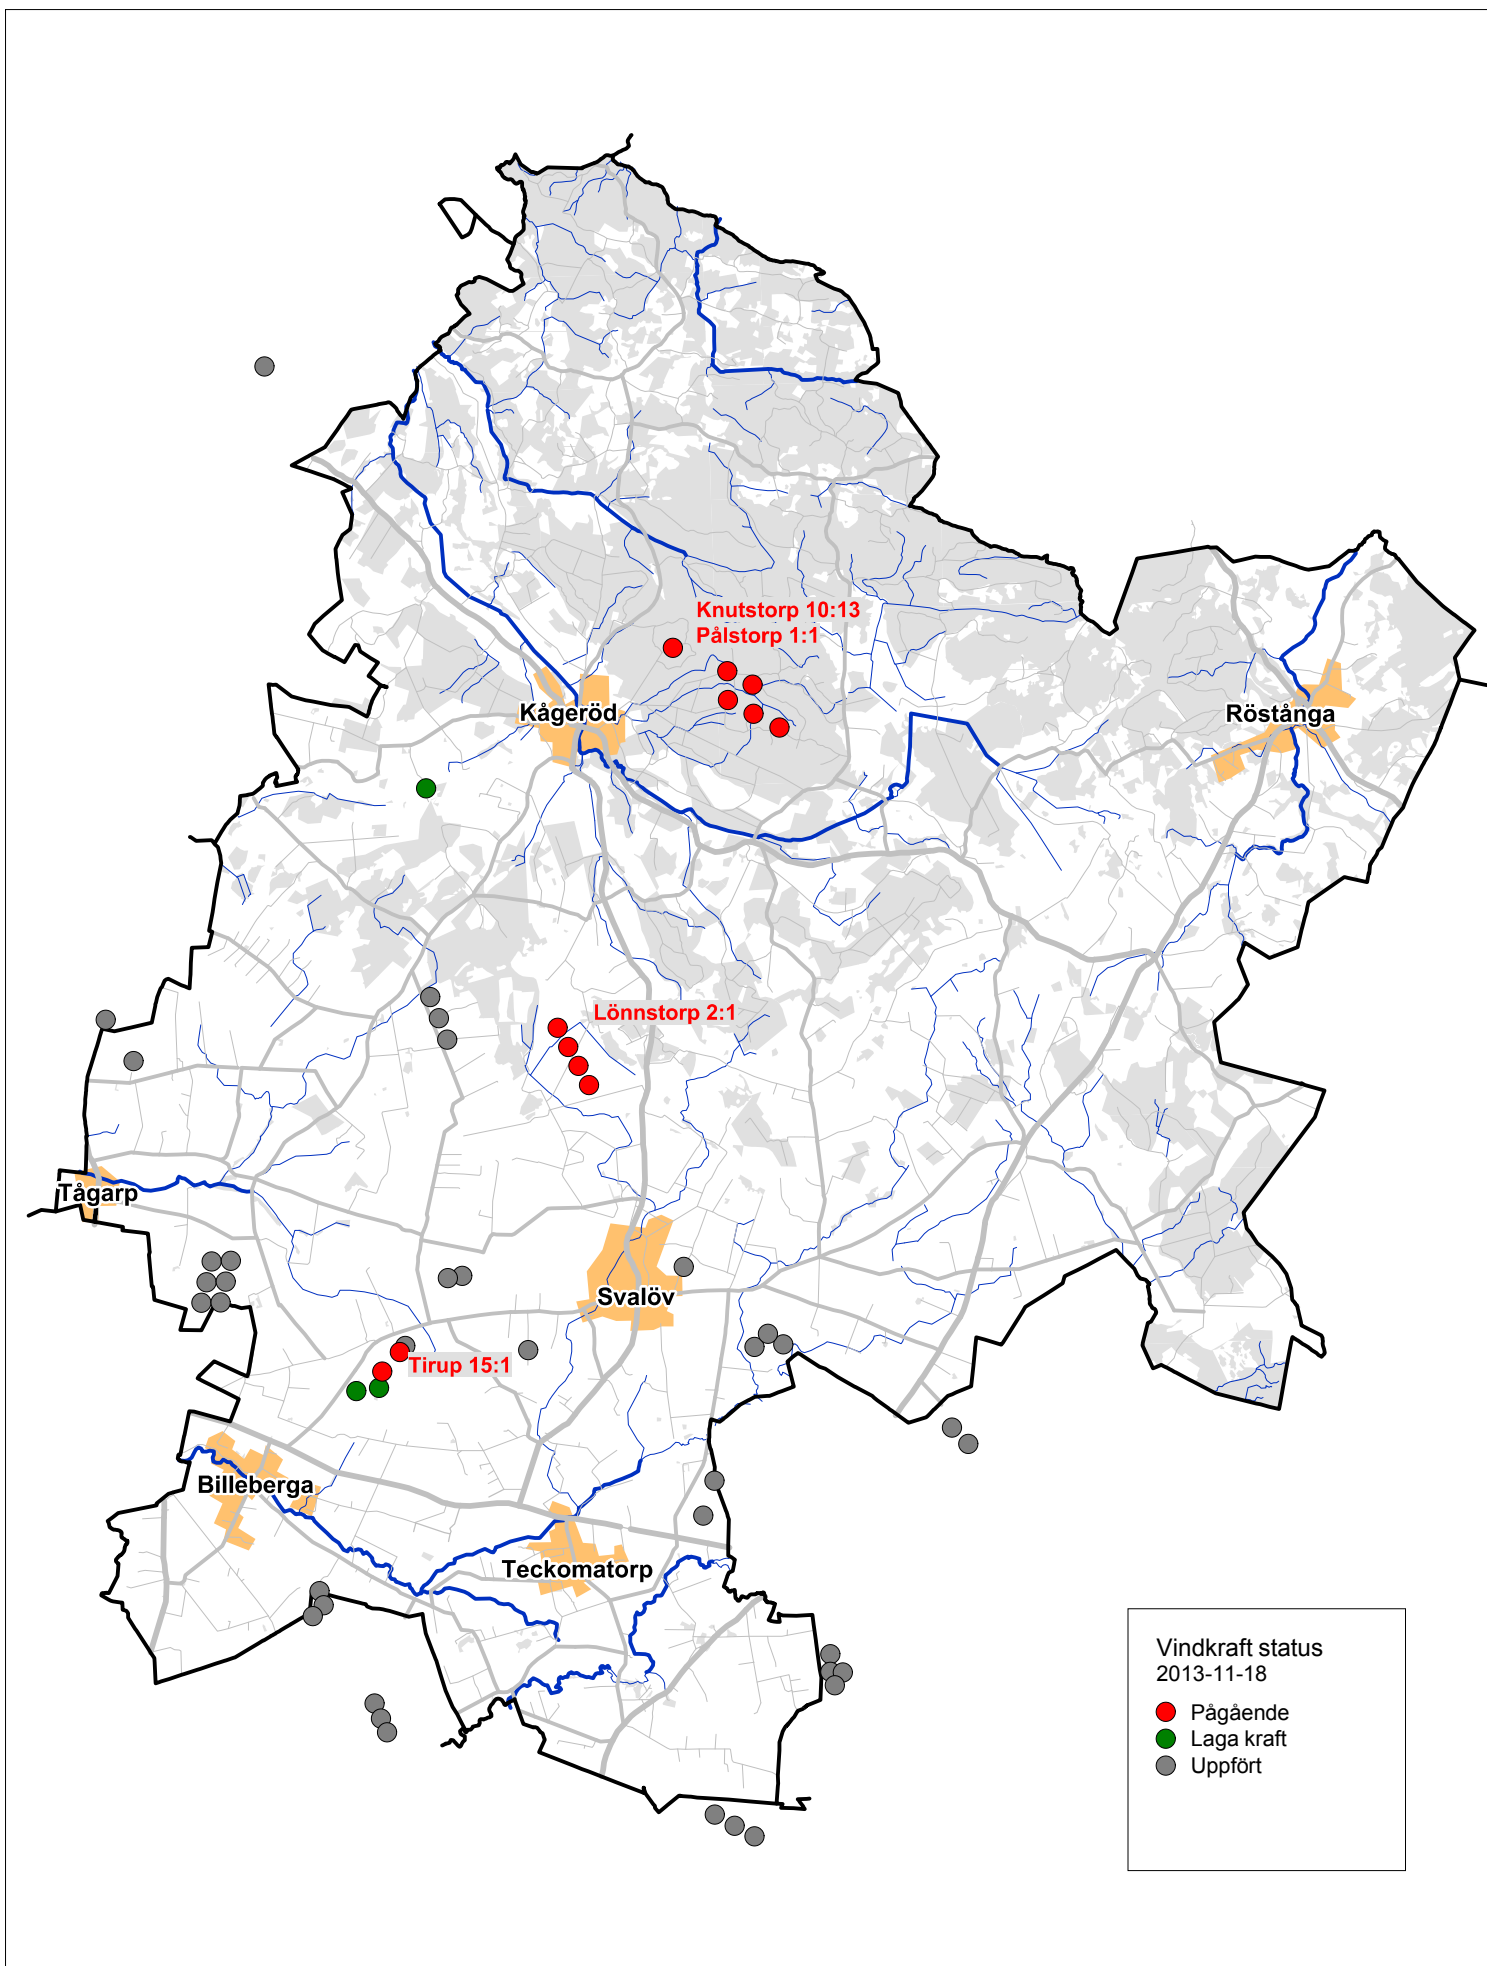 Knutstorp 10:13
Pålstorp 1:1
Kågeröd
Röstånga
Lönnstorp 2:1
Tågarp
Svalöv
Tirup 15:1
Billeberga
Teckomatorp
Vindkraft status
2013-11-18
Pågående
Laga kraft
Uppfört